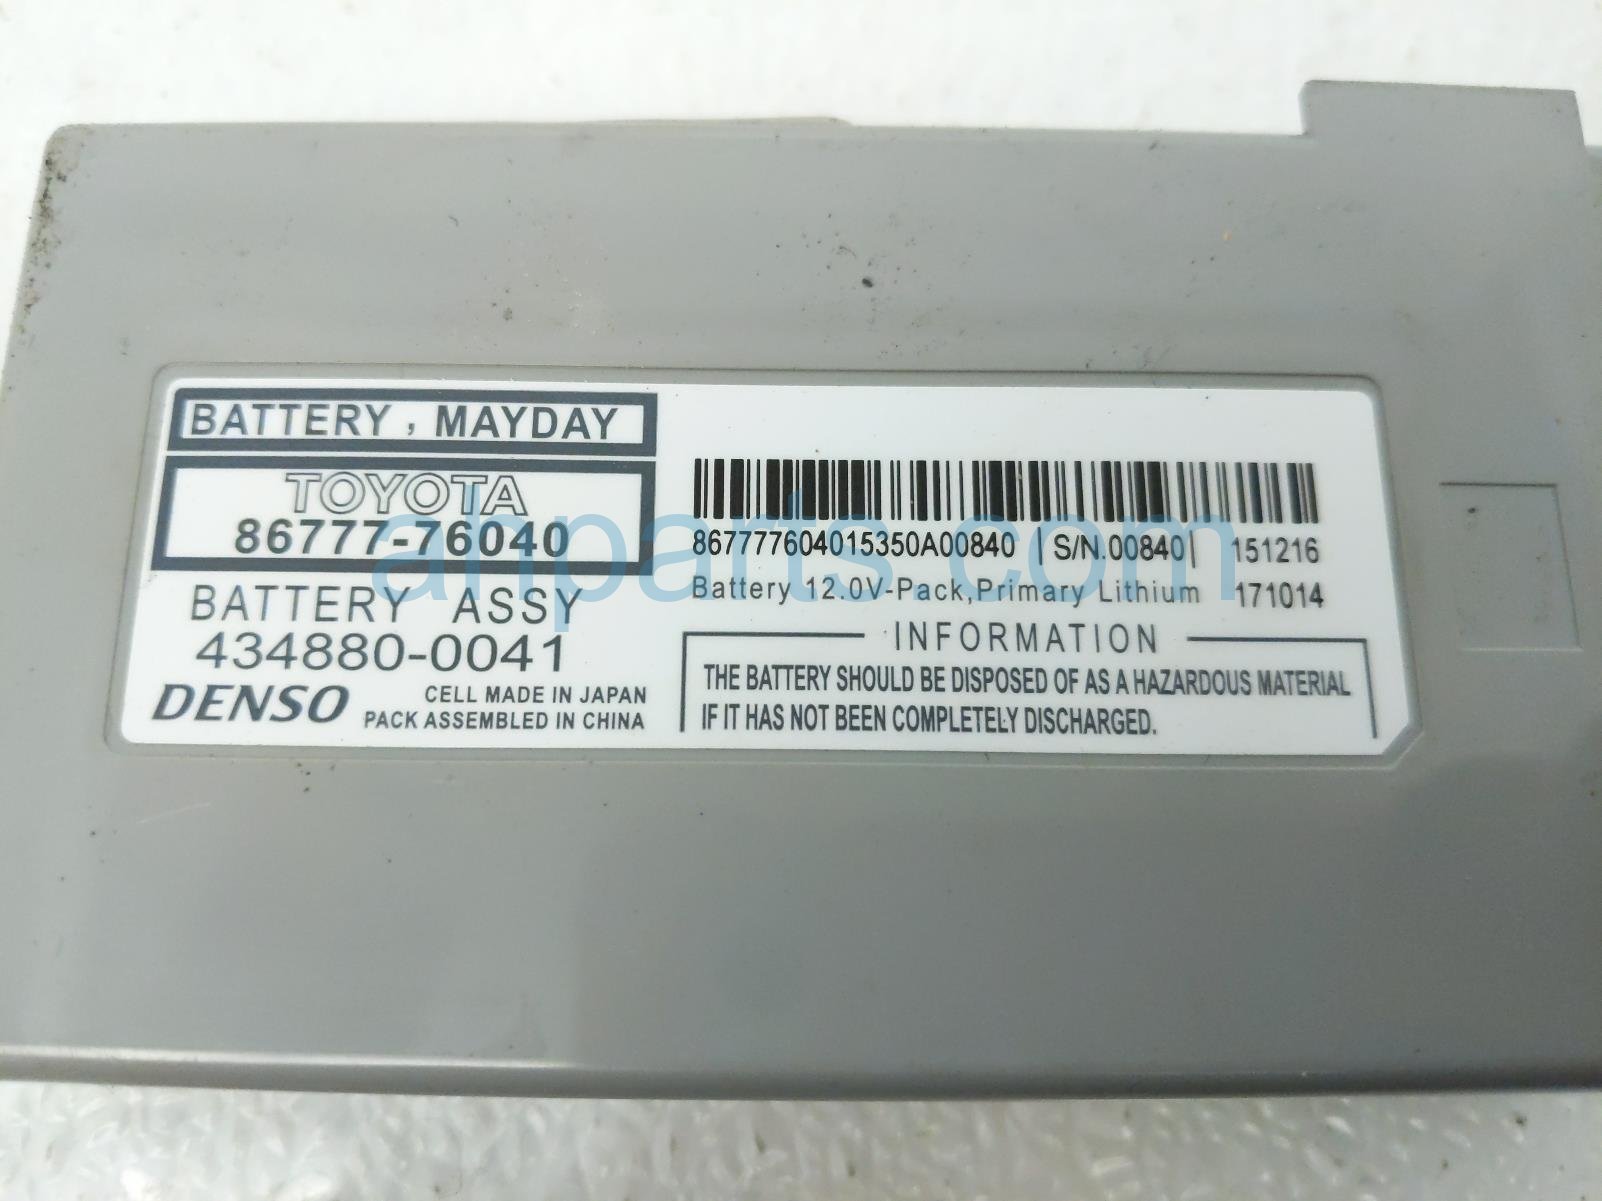 BATTERY , MAYDAY
TOYOTA
86777-76040
BATTERY ASSY
434880-0041
DENSO
CELL MADE IN JAPAN
PACK ASSEMBLED IN CHINA
867777604015350A00840 | S/N.00840 | 151216
Battery 12.0V-Pack,Primary Lithium 171014
INFORMATION
THE BATTERY SHOULD BE DISPOSED OF AS A HAZARDOUS MATERIAL
IF IT HAS NOT BEEN COMPLETELY DISCHARGED.
ahparts.com